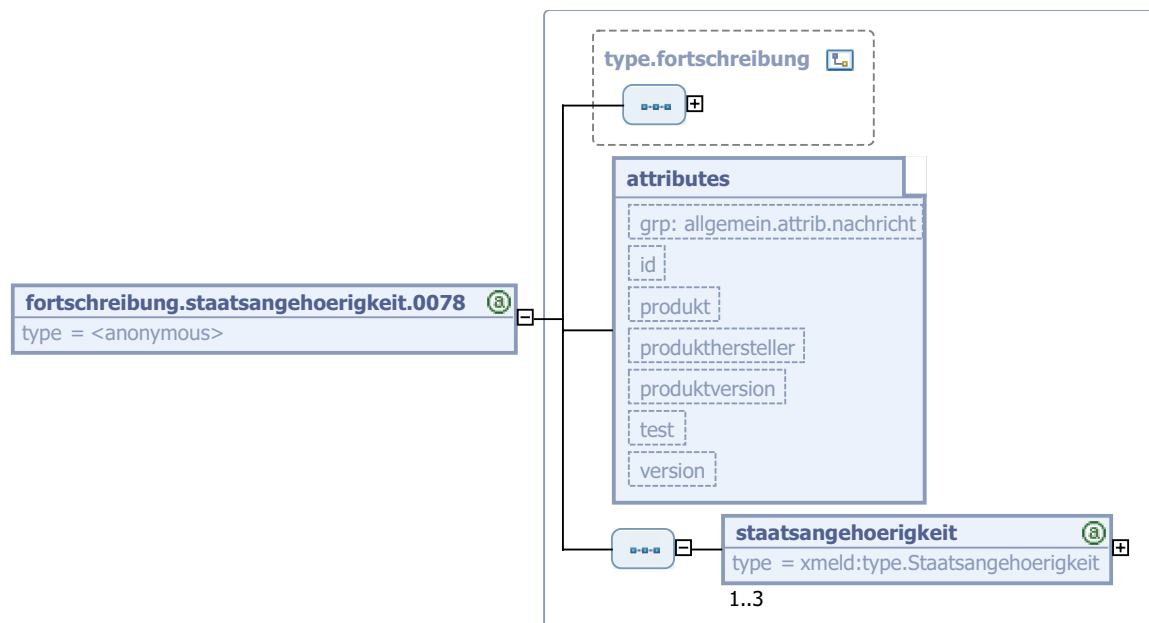 type.fortschreibung
attributes
grp: allgemein.attrib.nachricht
id
produkt
produkthersteller
produktversion
test
version
fortschreibung.staatsangehoerigkeit.0078
type = <anonymous>
staatsangehoerigkeit
type = xmeld:type.Staatsangehoerigkeit
1..3